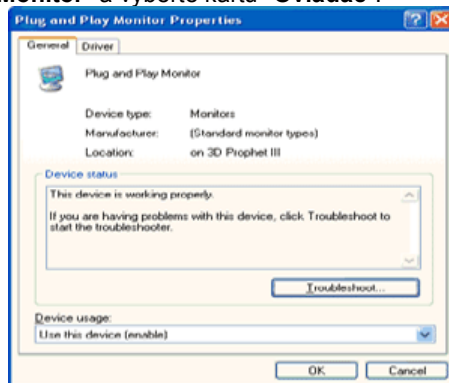 Monitor" a vyberte kartu "Ovladač".
Plug and Play Monitor Properties
General Driver
Plug and Play Monitor
Device type: Monitors
Manufacturer: (Standard monitor types)
Location: on 3D Prophet III
Device status
This device is working properly.
If you are having problems with this device, click Troubleshoot to
start the troubleshooter.
Troubleshoot...
Device usage:
Use this device (enable)
OK Cancel